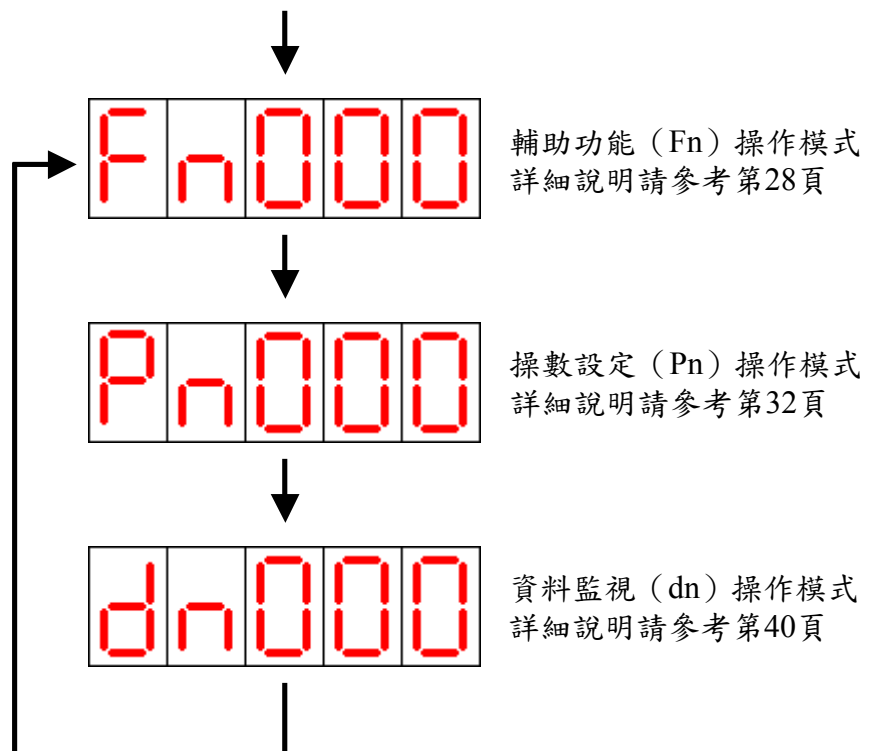 Fn000
輔助功能（Fn）操作模式
詳細說明請參考第28頁
Pn000
操數設定（Pn）操作模式
詳細說明請參考第32頁
dn000
資料監視（dn）操作模式
詳細說明請參考第40頁